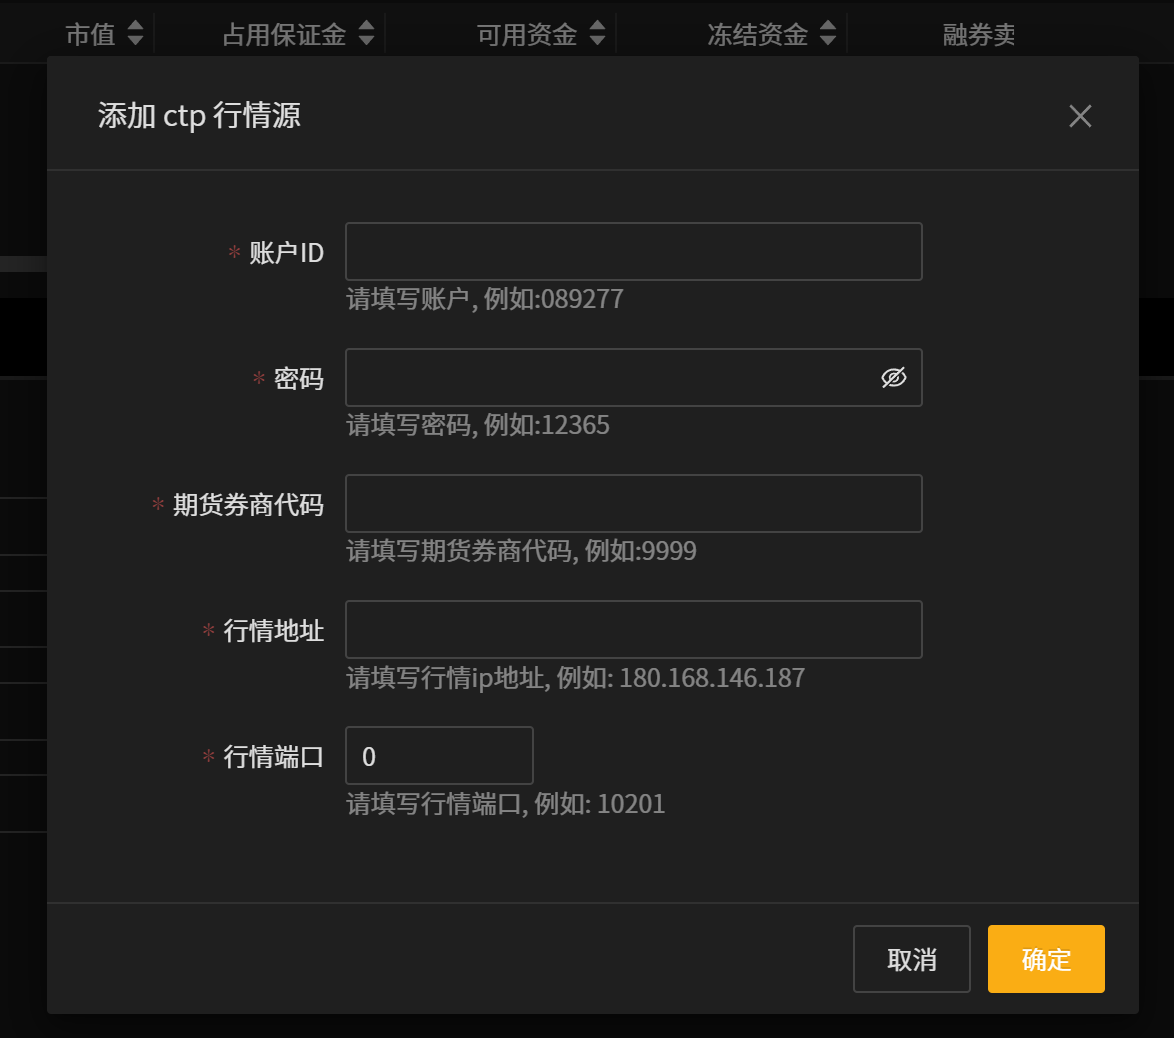 市值 占用保证金 可用资金 冻结资金 融券卖
添加 ctp 行情源
* 账户ID
请填写账户, 例如:089277
* 密码
请填写密码, 例如:12365
* 期货券商代码
请填写期货券商代码, 例如:9999
* 行情地址
请填写行情ip地址, 例如: 180.168.146.187
* 行情端口 0
请填写行情端口, 例如: 10201
取消 确定